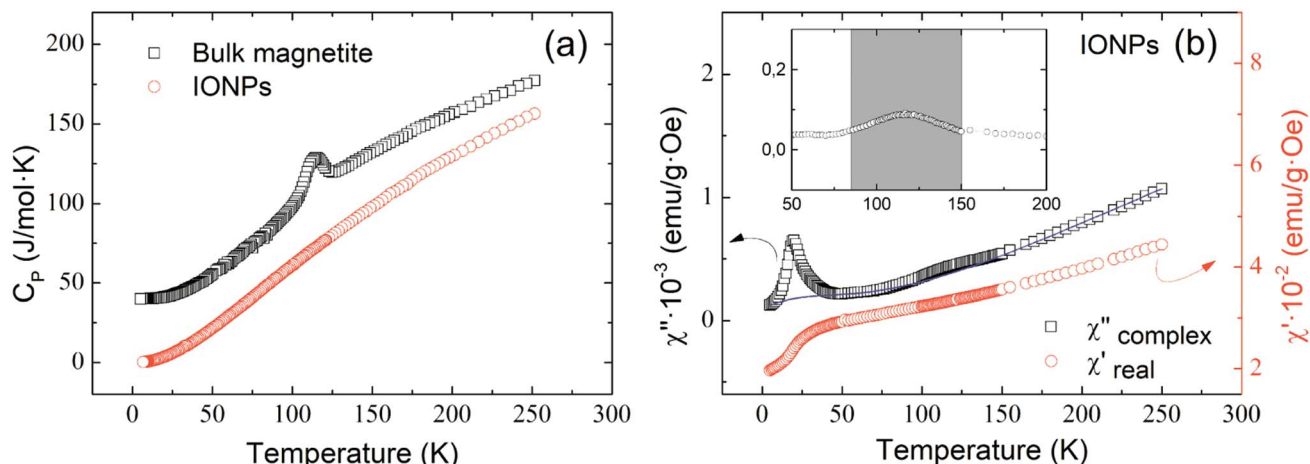 (a)
Bulk magnetite
IONPs
C_P (J/mol·K)
200
150
100
50
0
0 50 100 150 200 250 300
Temperature (K)
IONPs (b)
χ"·10⁻³ (emu/g·Oe)
2
1
0
0,2
0,0
50 100 150 200
χ" complex
χ' real
0 50 100 150 200 250 300
Temperature (K)
8
6
4
2
χ'·10⁻² (emu/g·Oe)